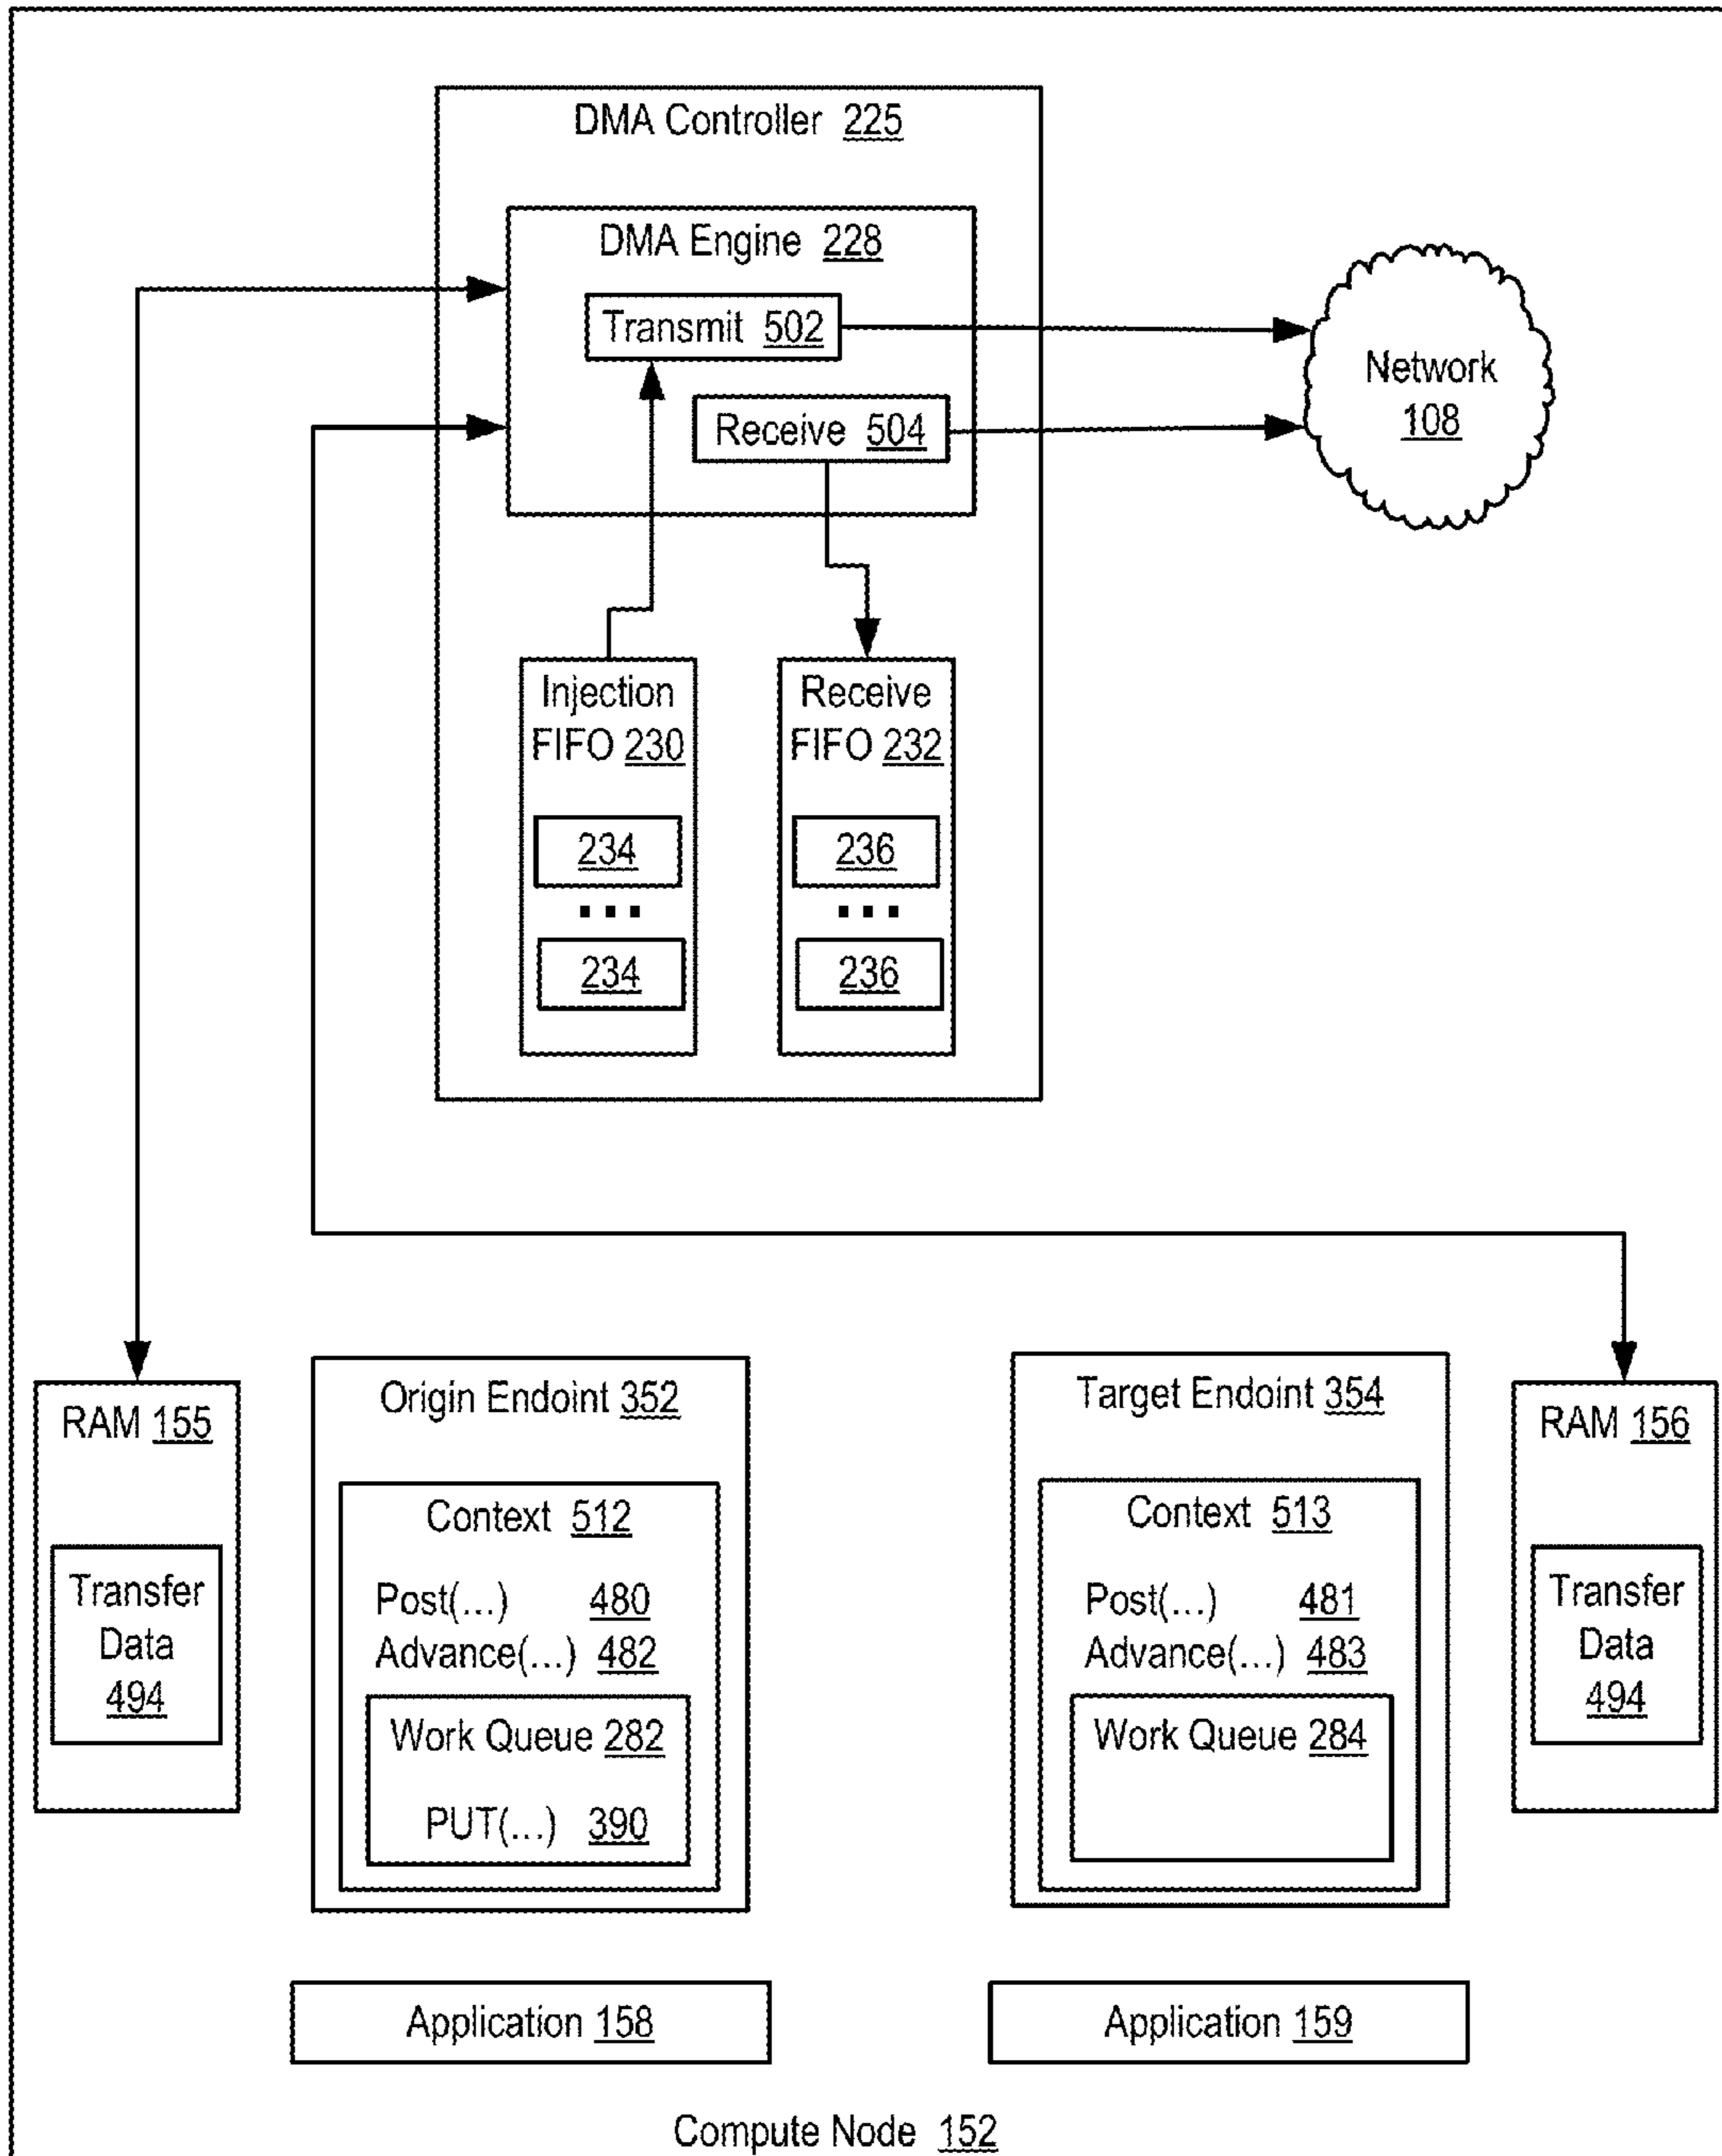 DMA Controller 225
DMA Engine 228
Transmit 502
Receive 504
Network
108
Injection
FIFO 230
234
...
234
Receive
FIFO 232
236
...
236
RAM 155
Transfer
Data
494
Origin Endoint 352
Context 512
Post(...) 480
Advance(...) 482
Work Queue 282
PUT(...) 390
Target Endoint 354
Context 513
Post(...) 481
Advance(...) 483
Work Queue 284
RAM 156
Transfer
Data
494
Application 158
Application 159
Compute Node 152